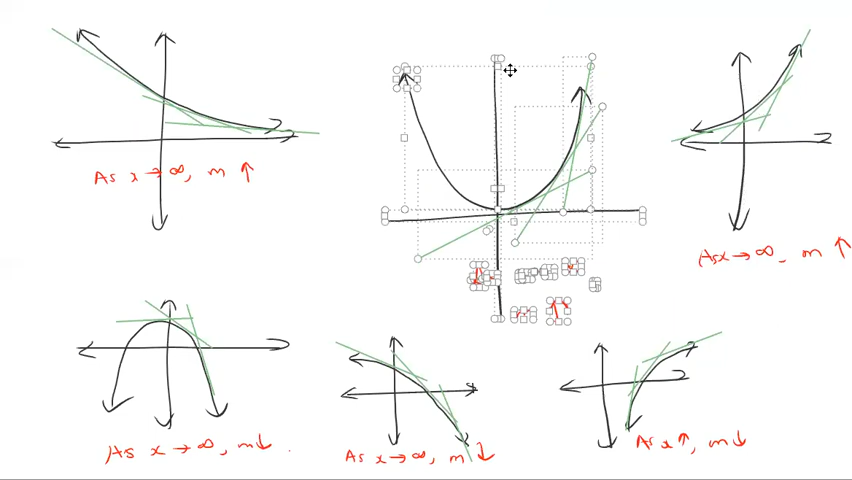 As x → ∞, m ↑
As x → ∞, m ↑
As x → ∞, m ↓
As x → ∞, m ↓
As x ↑, m ↓